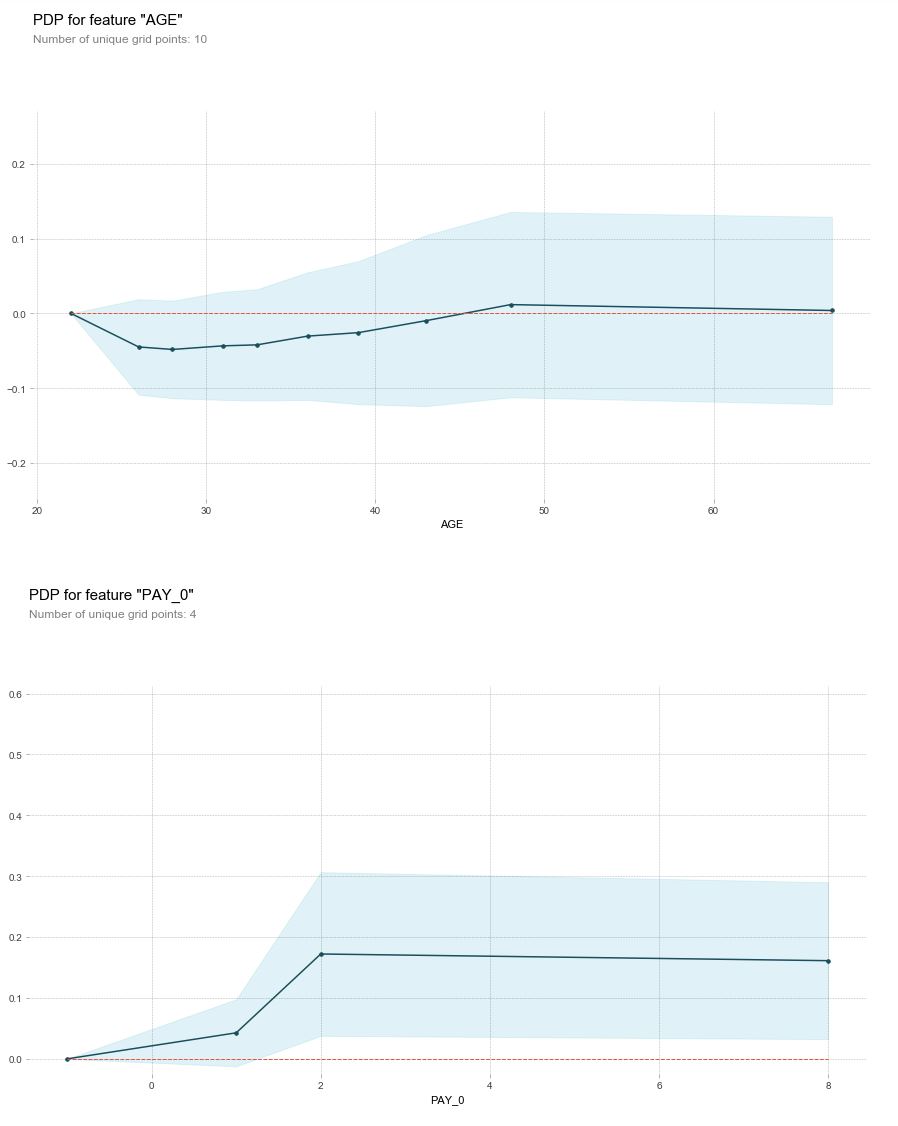 PDP for feature "AGE"
Number of unique grid points: 10
0.2
0.1
0.0
−0.1
−0.2
20 30 40 50 60
AGE
PDP for feature "PAY_0"
Number of unique grid points: 4
0.6
0.5
0.4
0.3
0.2
0.1
0.0
0 2 4 6 8
PAY_0